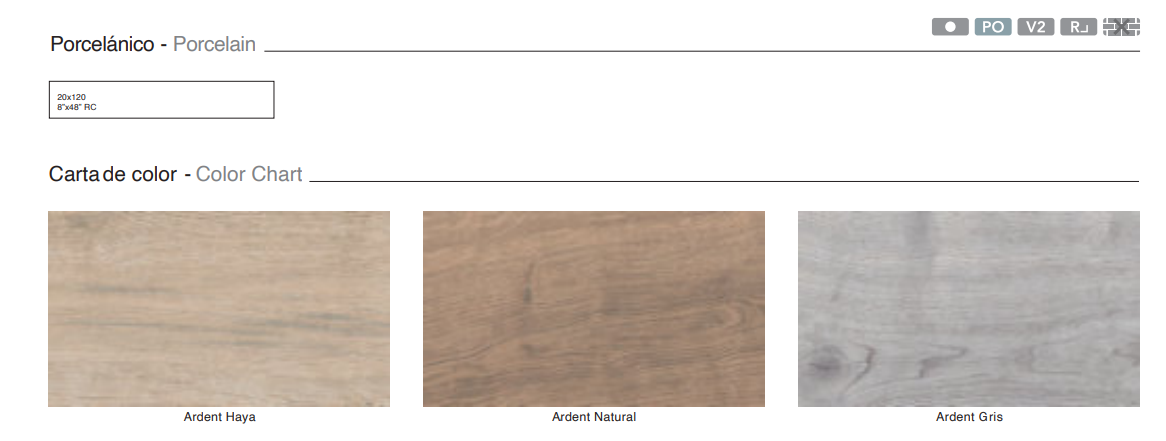 PO V2 R
Porcelánico - Porcelain
20x120
8"x48" RC
Carta de color - Color Chart
Ardent Haya
Ardent Natural
Ardent Gris